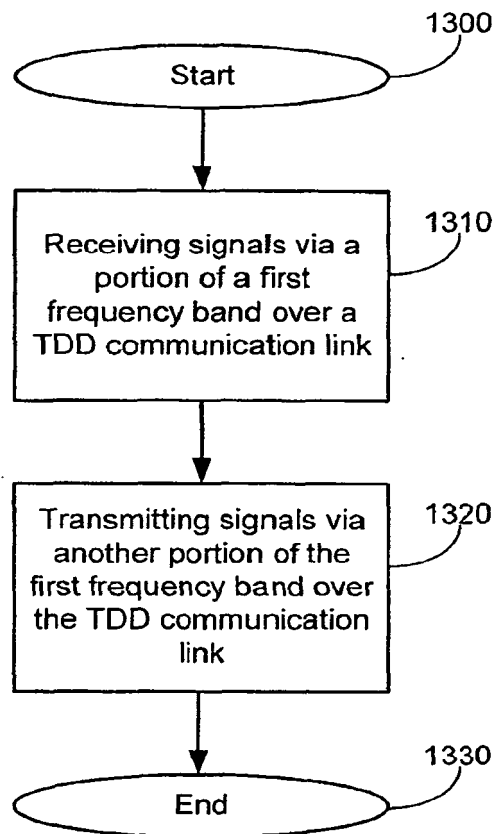 1300
Start
1310
Receiving signals via a
portion of a first
frequency band over a
TDD communication link
1320
Transmitting signals via
another portion of the
first frequency band over
the TDD communication
link
1330
End